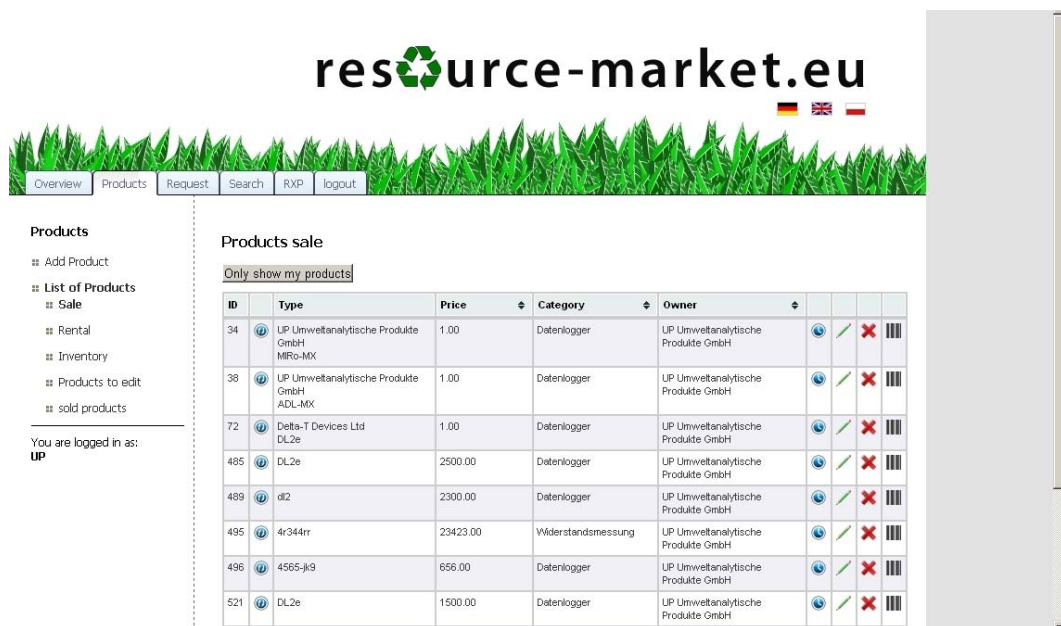 resource-market.eu
Overview Products Request Search RXP logout
Products
Add Product
List of Products
Sale
Rental
Inventory
Products to edit
sold products
You are logged in as:
UP
Products sale
Only show my products
ID Type Price Category Owner
34 UP Umweltanalytische Produkte 1.00 Datenlogger UP Umweltanalytische
GmbH Produkte GmbH
MIRo-MX
38 UP Umweltanalytische Produkte 1.00 Datenlogger UP Umweltanalytische
GmbH Produkte GmbH
ADL-MX
72 Delta-T Devices Ltd 1.00 Datenlogger UP Umweltanalytische
DL2e Produkte GmbH
485 DL2e 2500.00 Datenlogger UP Umweltanalytische
Produkte GmbH
489 dl2 2300.00 Datenlogger UP Umweltanalytische
Produkte GmbH
495 4r344rr 23423.00 Widerstandsmessung UP Umweltanalytische
Produkte GmbH
496 4565-jk9 656.00 Datenlogger UP Umweltanalytische
Produkte GmbH
521 DL2e 1500.00 Datenlogger UP Umweltanalytische
Produkte GmbH